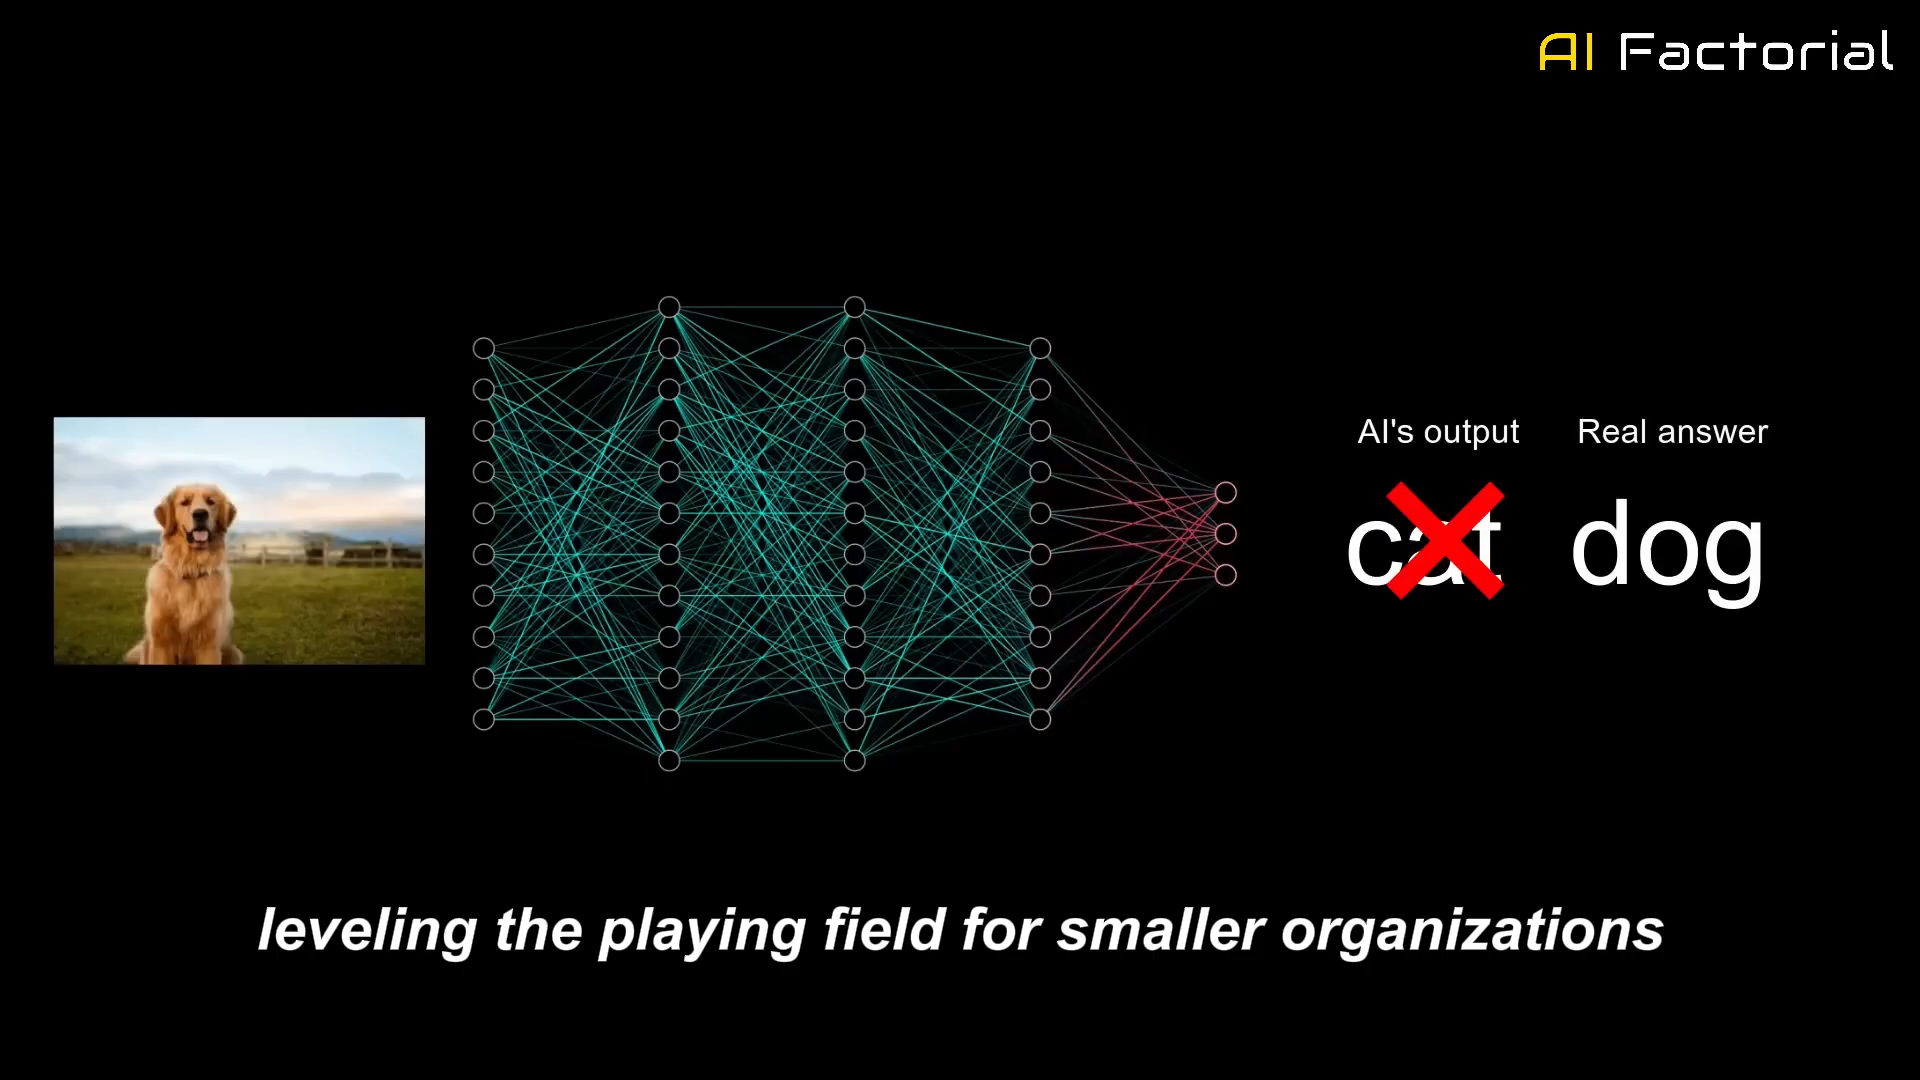 AI Factorial
AI's output Real answer
cat dog
leveling the playing field for smaller organizations